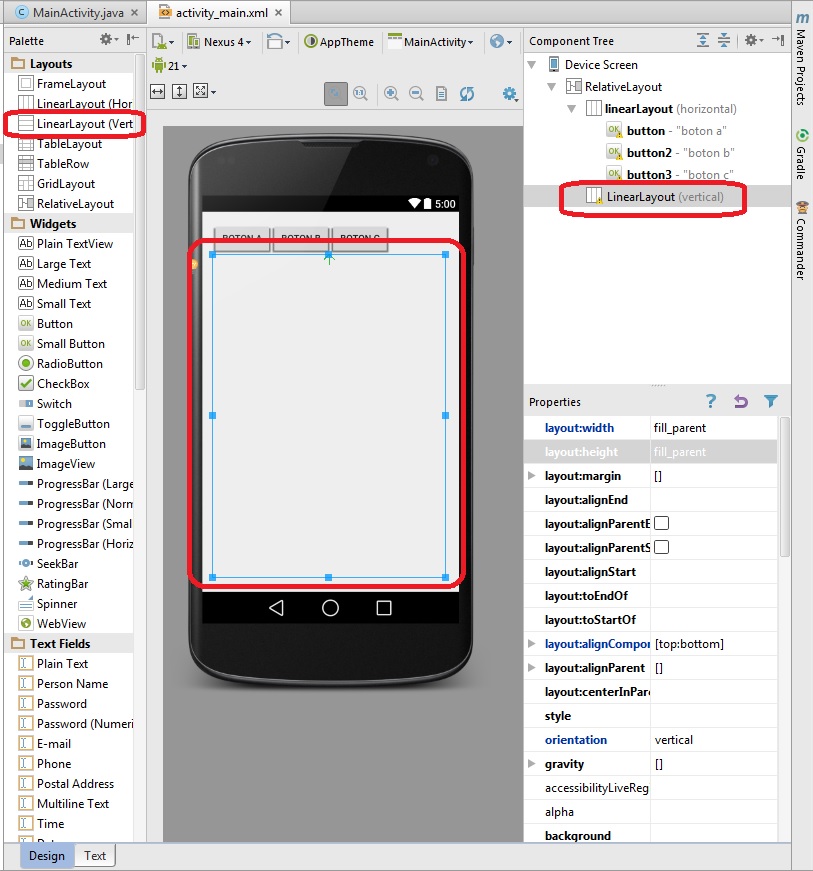 MainActivity.java
activity_main.xml
Palette
Nexus 4
AppTheme
MainActivity
21
Component Tree
Maven Projects
Gradle
Commander
Layouts
FrameLayout
LinearLayout (Hor
LinearLayout (Vert
TableLayout
TableRow
GridLayout
RelativeLayout
Widgets
Ab Plain TextView
Ab Large Text
Ab Medium Text
Ab Small Text
OK Button
OK Small Button
RadioButton
CheckBox
Switch
ToggleButton
ImageButton
ImageView
ProgressBar (Large
ProgressBar (Norm
ProgressBar (Smal
ProgressBar (Horiz
SeekBar
RatingBar
Spinner
WebView
Text Fields
Plain Text
Person Name
Password
Password (Numeri
E-mail
Phone
Postal Address
Multiline Text
Time
Design
Text
5:00
BOTON A
BOTON B
BOTON C
Device Screen
RelativeLayout
linearLayout (horizontal)
button - "boton a"
button2 - "boton b"
button3 - "boton c"
LinearLayout (vertical)
Properties
?
layout:width fill_parent
layout:height fill_parent
layout:margin []
layout:alignEnd
layout:alignParentE
layout:alignParentS
layout:alignStart
layout:toEndOf
layout:toStartOf
layout:alignCompor [top:bottom]
layout:alignParent []
layout:centerInPare
style
orientation vertical
gravity []
accessibilityLiveReg
alpha
background